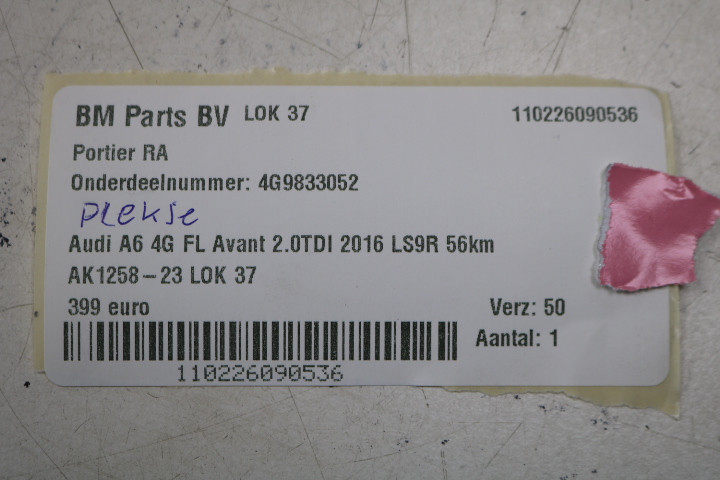 BM Parts BV LOK 37 110226090536
Portier RA
Onderdeelnummer: 4G9833052
PLEKJE
Audi A6 4G FL Avant 2.0TDI 2016 LS9R 56km
AK1258-23 LOK 37
399 euro Verz: 50
Aantal: 1
110226090536